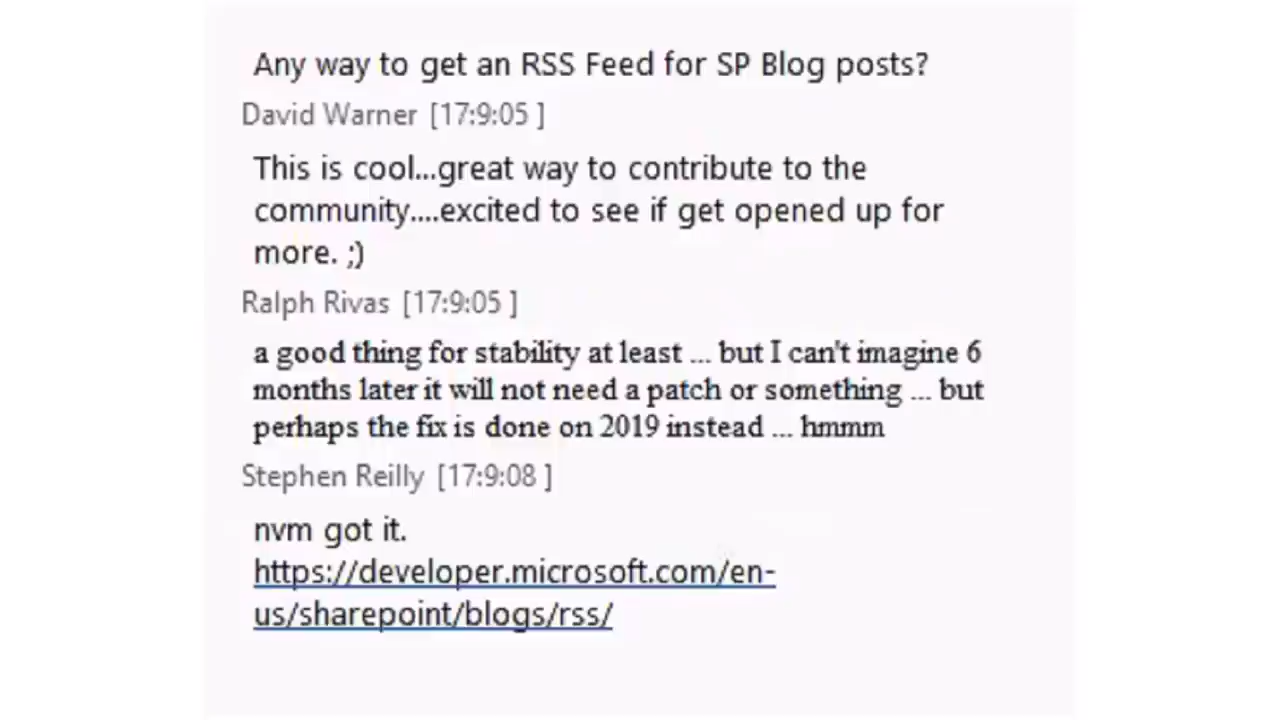 Any way to get an RSS Feed for SP Blog posts?
David Warner [17:9:05 ]
This is cool...great way to contribute to the
community....excited to see if get opened up for
more. ;)
Ralph Rivas [17:9:05 ]
a good thing for stability at least ... but I can't imagine 6
months later it will not need a patch or something ... but
perhaps the fix is done on 2019 instead ... hmmm
Stephen Reilly [17:9:08 ]
nvm got it.
https://developer.microsoft.com/en-
us/sharepoint/blogs/rss/